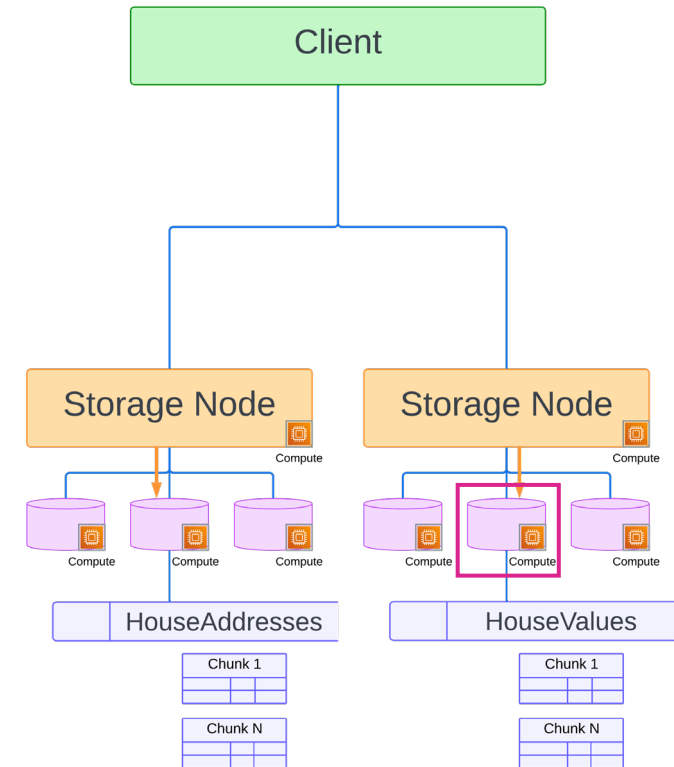 Client
Storage Node
Compute
Storage Node
Compute
Compute
Compute
Compute
Compute
Compute
Compute
HouseAddresses
HouseValues
Chunk 1
Chunk 1
Chunk N
Chunk N